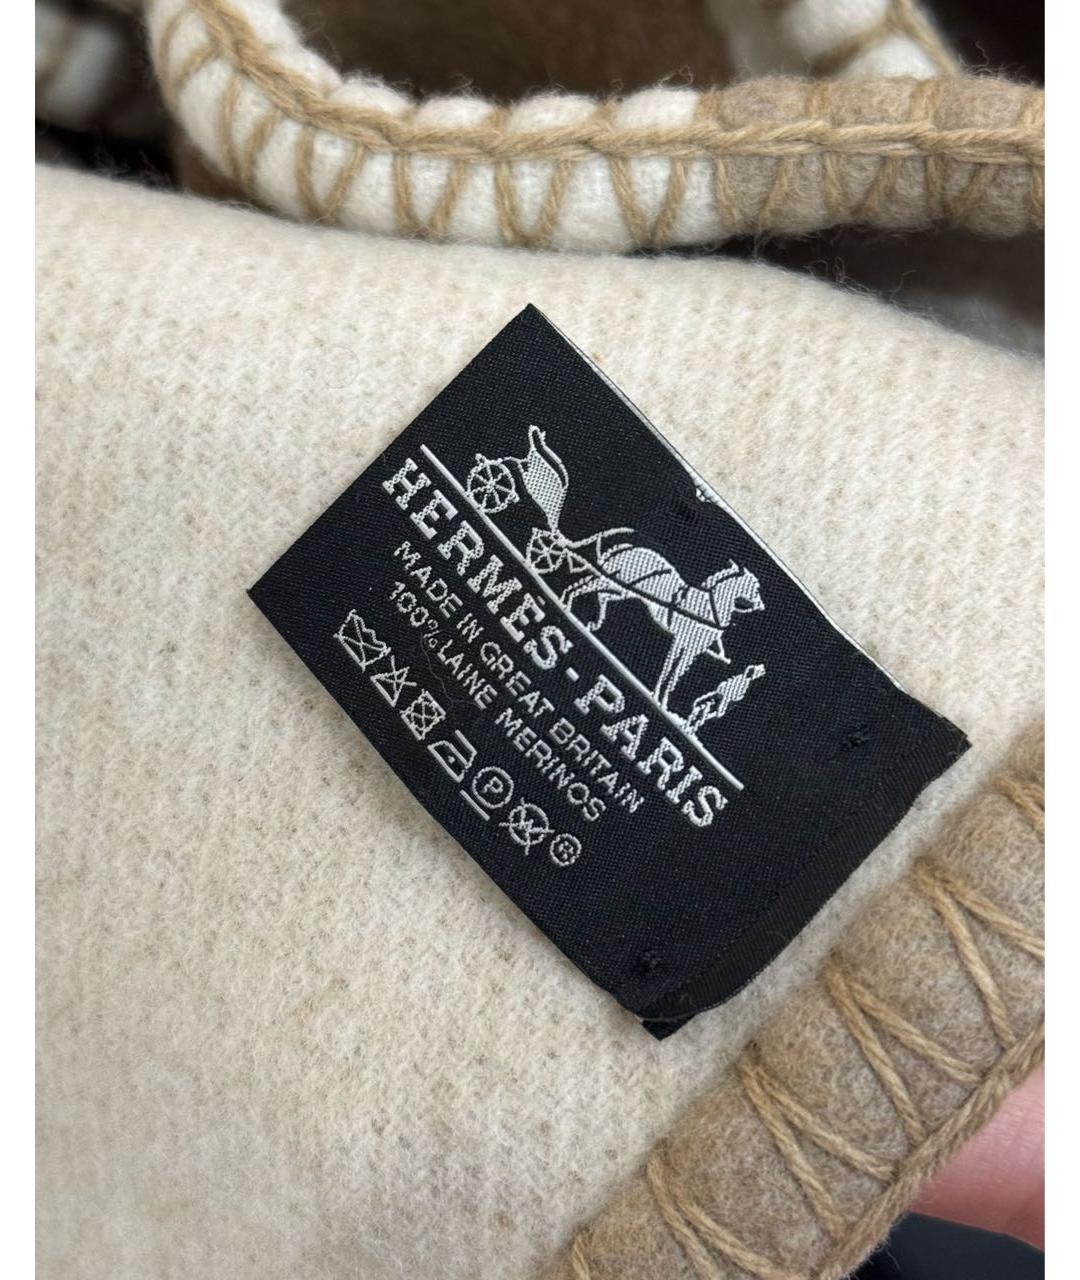 HERMÈS-PARIS
MADE IN GREAT BRITAIN
100% LAINE MERINOS
P W ®